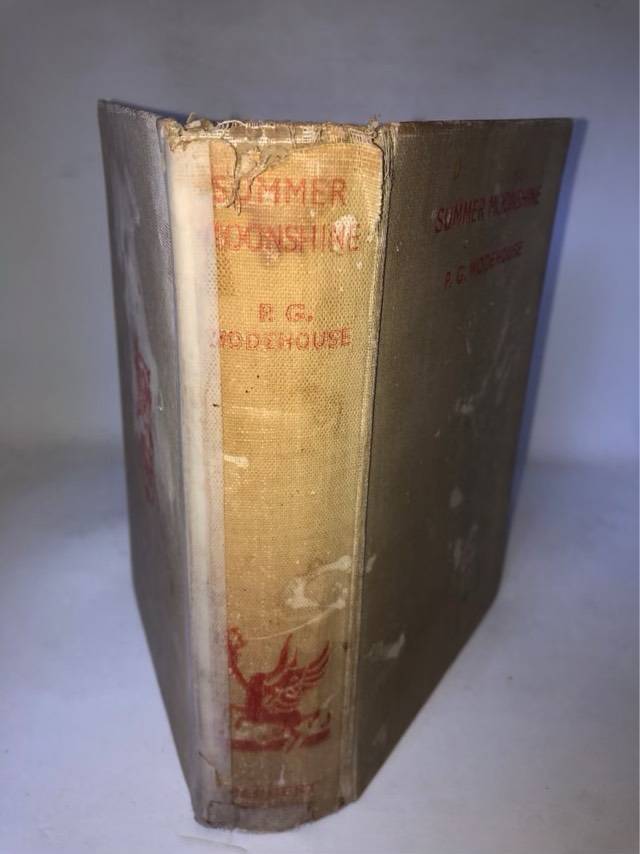 SUMMER
MOONSHINE
P. G.
WODEHOUSE
SUMMER MOONSHINE
P. G. WODEHOUSE